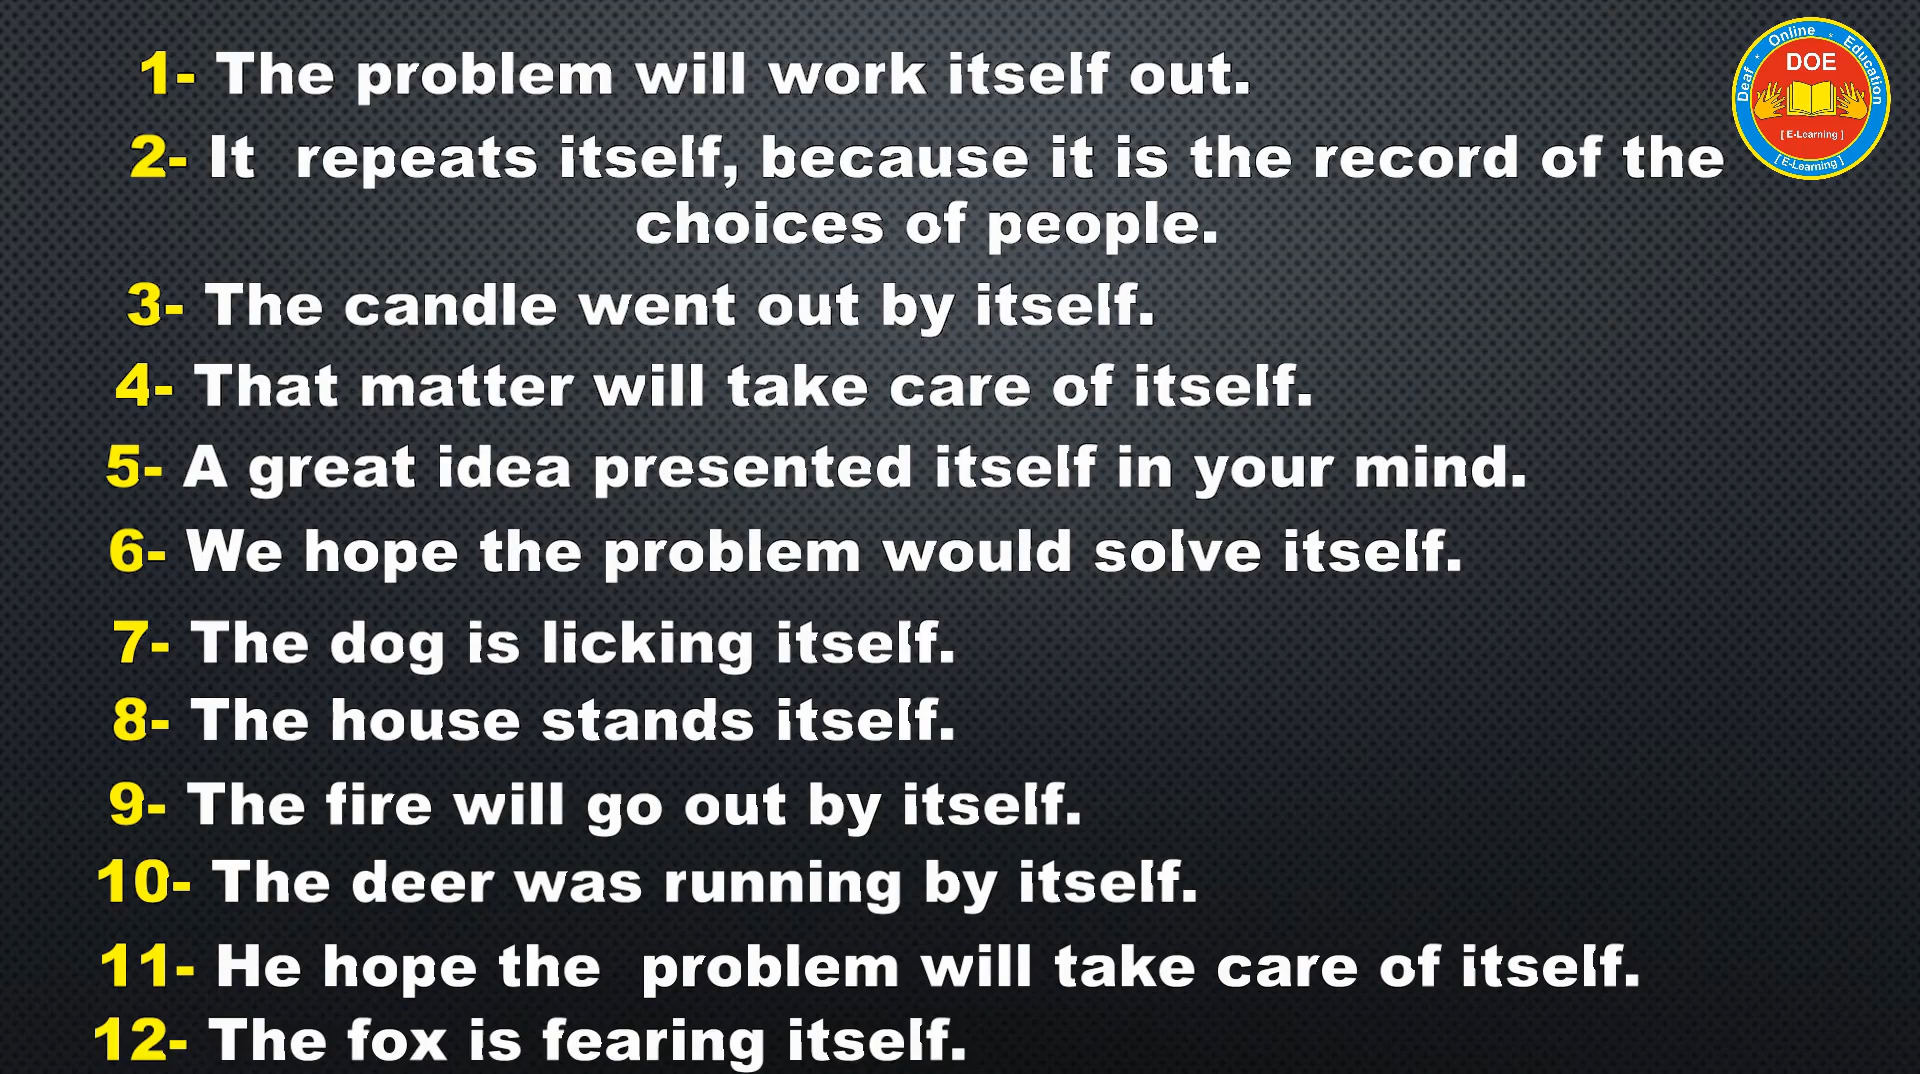 1- The problem will work itself out.
2- It  repeats itself, because it is the record of the
choices of people.
3- The candle went out by itself.
4- That matter will take care of itself.
5- A great idea presented itself in your mind.
6- We hope the problem would solve itself.
7- The dog is licking itself.
8- The house stands itself.
9- The fire will go out by itself.
10- The deer was running by itself.
11- He hope the  problem will take care of itself.
12- The fox is fearing itself.
Deaf * Online * Education
DOE
[ E-Learning ]
[ E-Learning ]